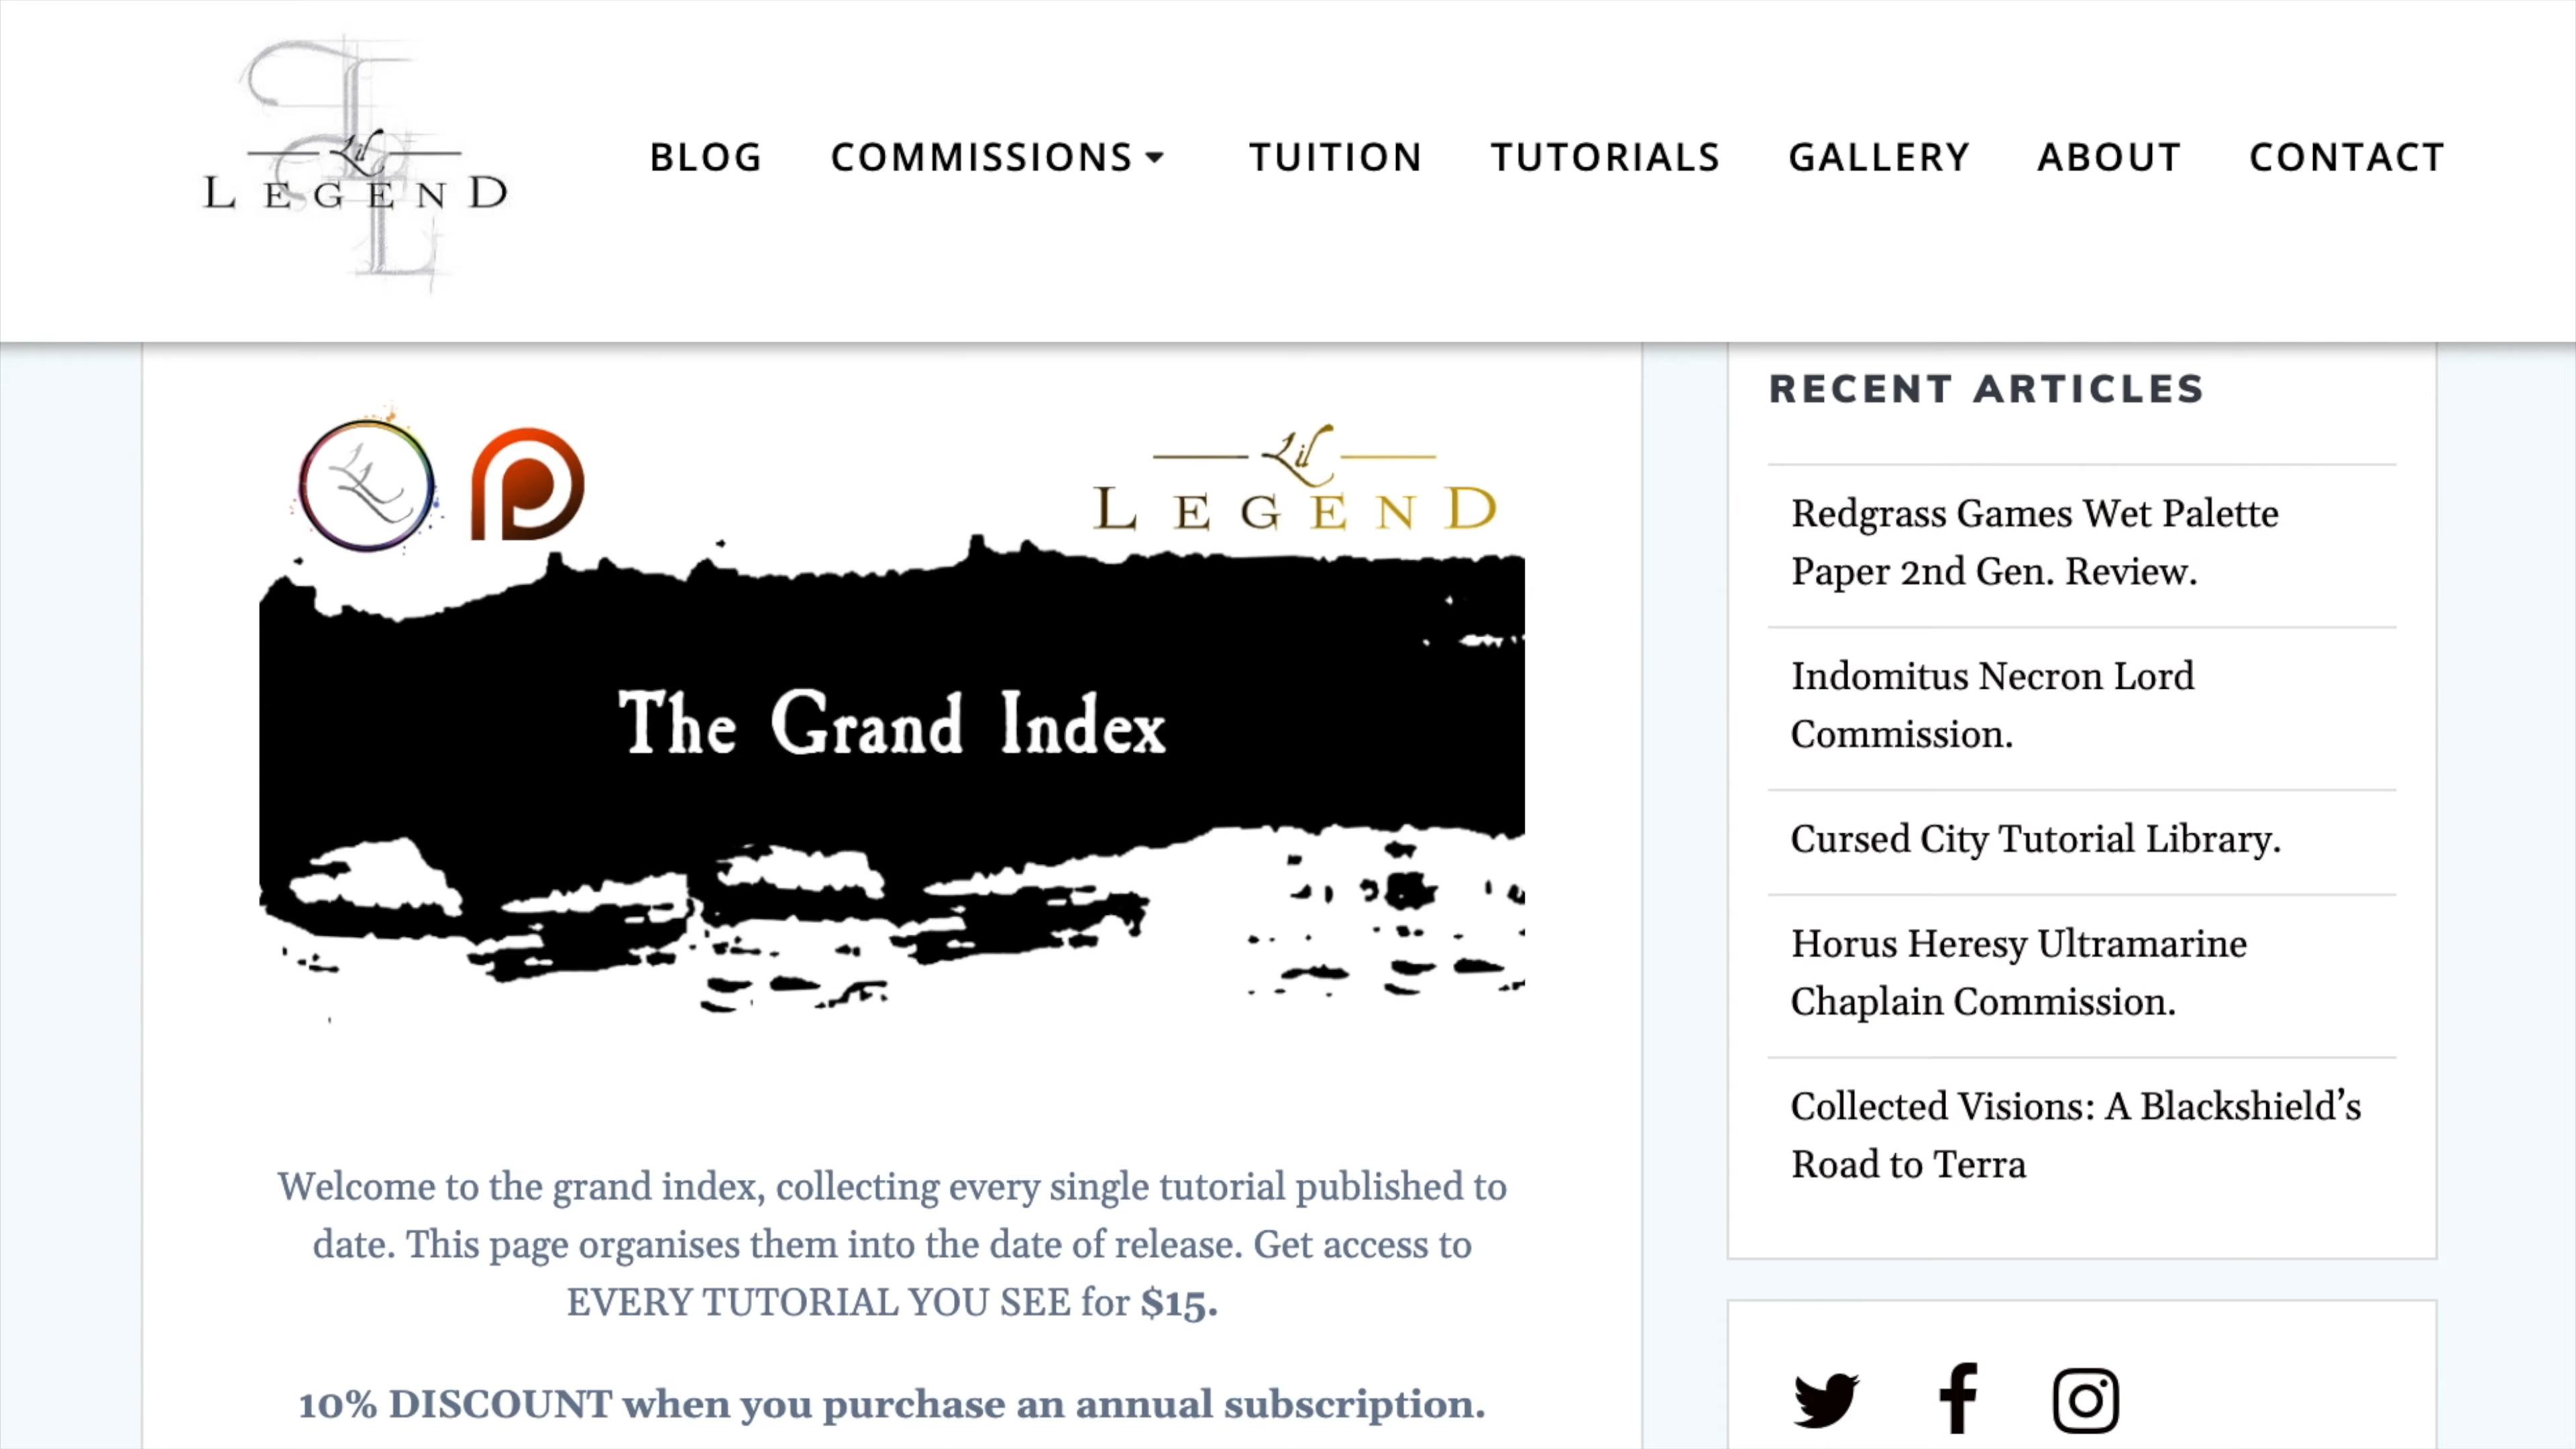 Lil
LEGEND
BLOG COMMISSIONS TUITION TUTORIALS GALLERY ABOUT CONTACT
Lil
LEGEND
The Grand Index
Welcome to the grand index, collecting every single tutorial published to
date. This page organises them into the date of release. Get access to
EVERY TUTORIAL YOU SEE for $15.
10% DISCOUNT when you purchase an annual subscription.
RECENT ARTICLES
Redgrass Games Wet Palette
Paper 2nd Gen. Review.
Indomitus Necron Lord
Commission.
Cursed City Tutorial Library.
Horus Heresy Ultramarine
Chaplain Commission.
Collected Visions: A Blackshield’s
Road to Terra